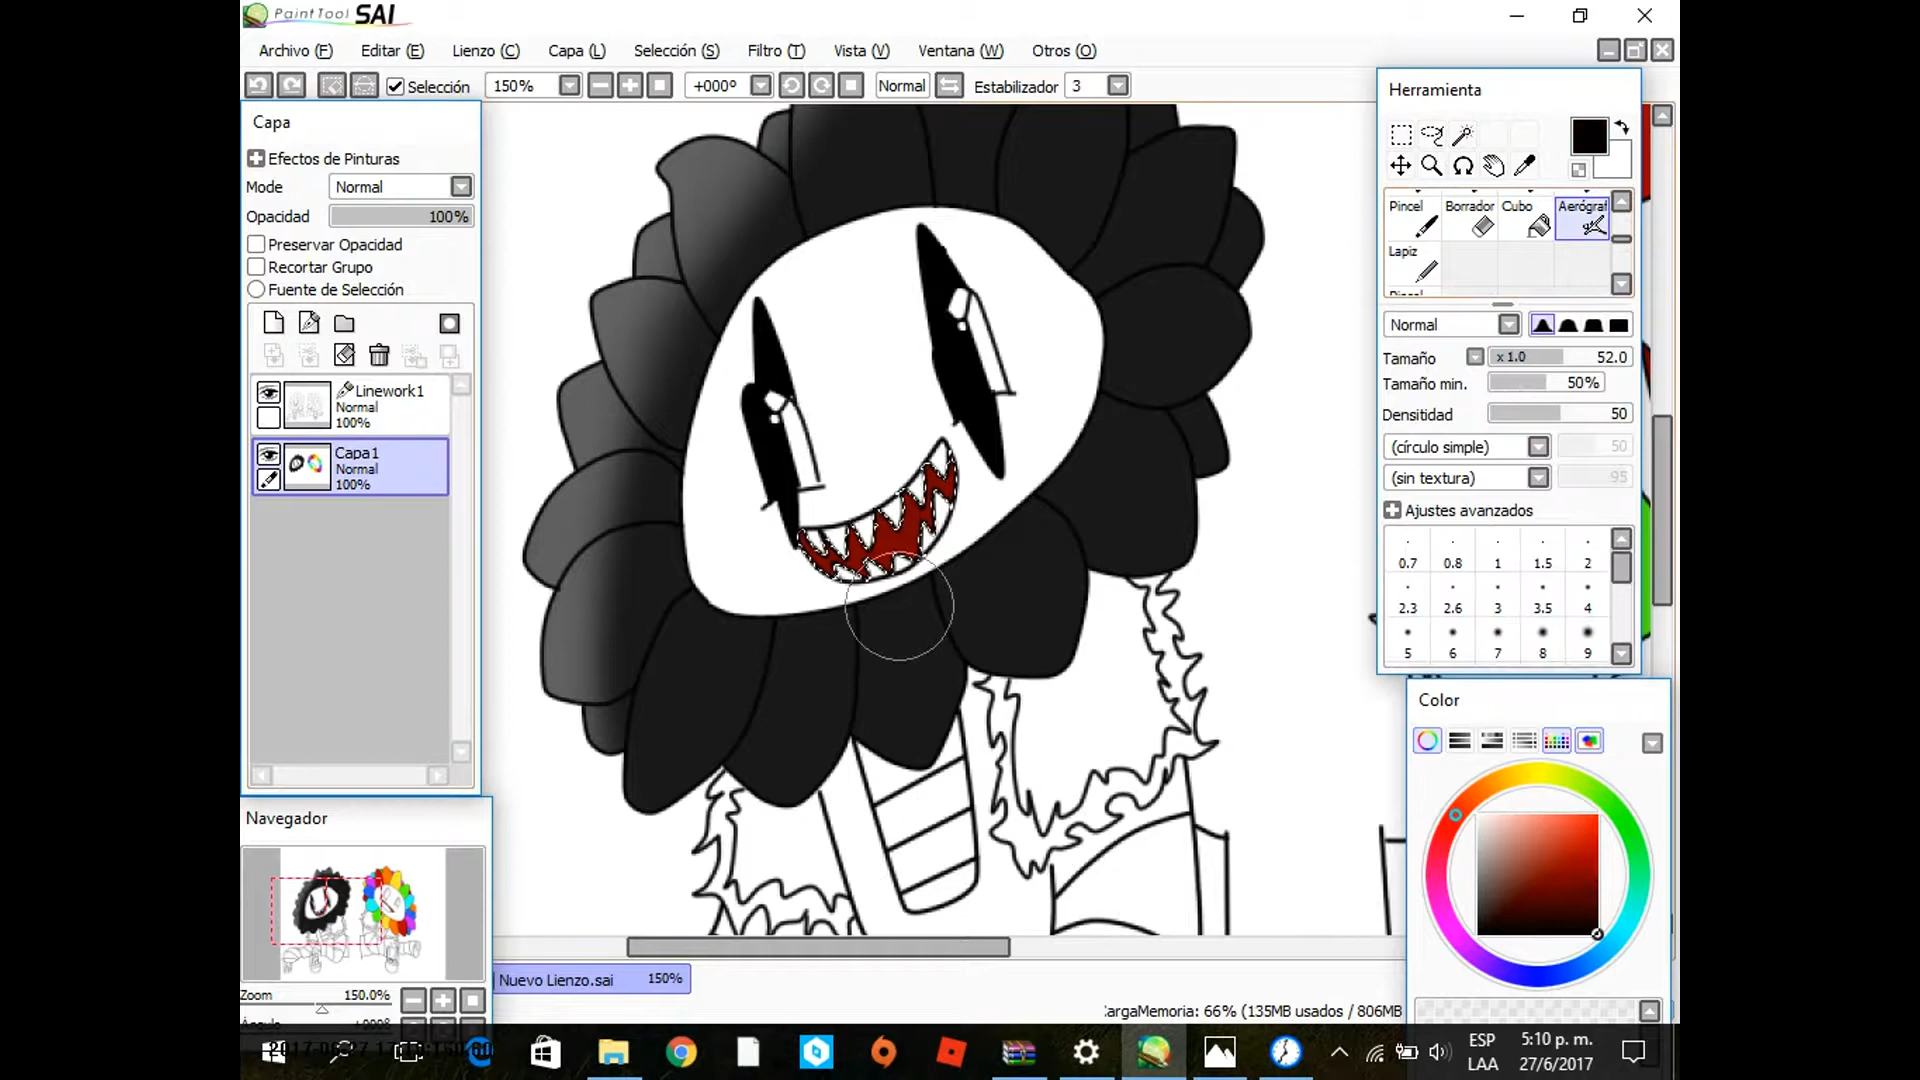 PaintTool SAI
Archivo (F) Editar (E) Lienzo (C) Capa (L) Selección (S) Filtro (T) Vista (V) Ventana (W) Otros (O)
Selección 150% +000º Normal Estabilizador 3
Capa
Efectos de Pinturas
Mode Normal
Opacidad 100%
Preservar Opacidad
Recortar Grupo
Fuente de Selección
Linework1
Normal
100%
Capa1
Normal
100%
Navegador
Zoom 150.0%
Ángulo +000º
Nuevo Lienzo.sai 150%
CargaMemoria: 66% (135MB usados / 806MB
Herramienta
Pincel Borrador Cubo Aerógraf
Lapiz
Normal
Tamaño x 1.0 52.0
Tamaño min. 50%
Densitidad 50
(círculo simple) 50
(sin textura) 95
Ajustes avanzados
0.7 0.8 1 1.5 2
2.3 2.6 3 3.5 4
5 6 7 8 9
Color
ESP
LAA
5:10 p. m.
27/6/2017